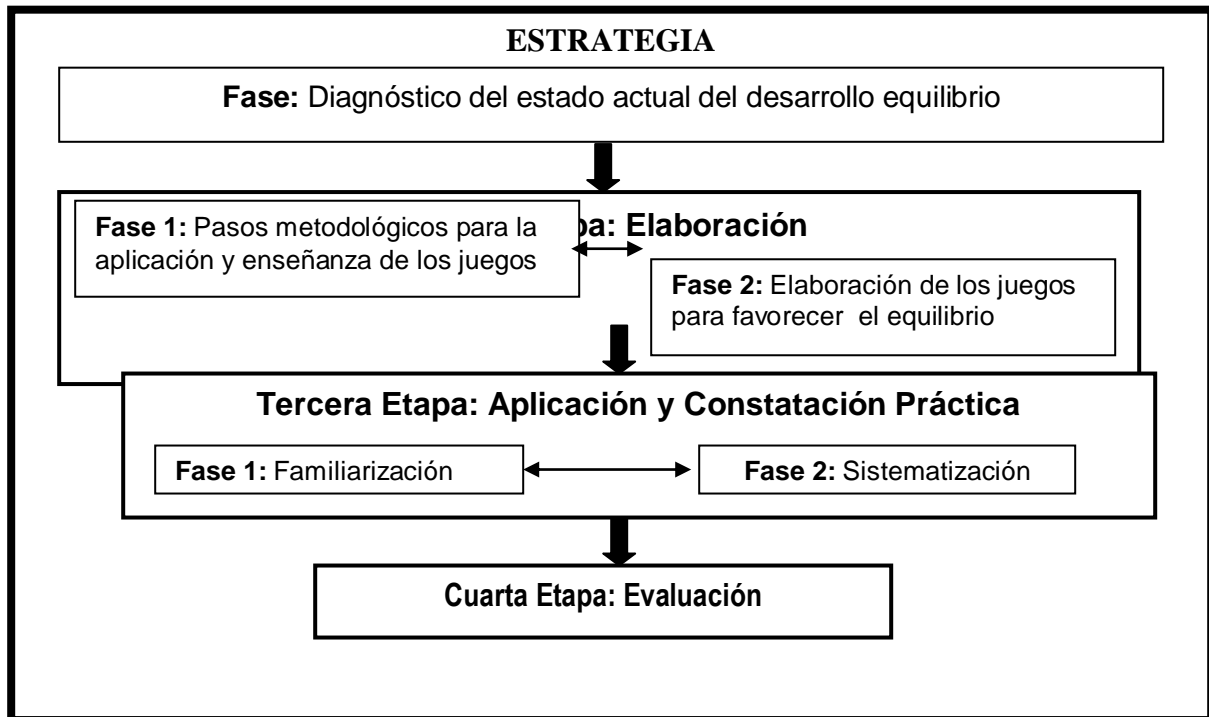 ESTRATEGIA
Fase: Diagnóstico del estado actual del desarrollo equilibrio
pa: Elaboración
Fase 1: Pasos metodológicos para la
aplicación y enseñanza de los juegos
Fase 2: Elaboración de los juegos
para favorecer el equilibrio
Tercera Etapa: Aplicación y Constatación Práctica
Fase 1: Familiarización
Fase 2: Sistematización
Cuarta Etapa: Evaluación